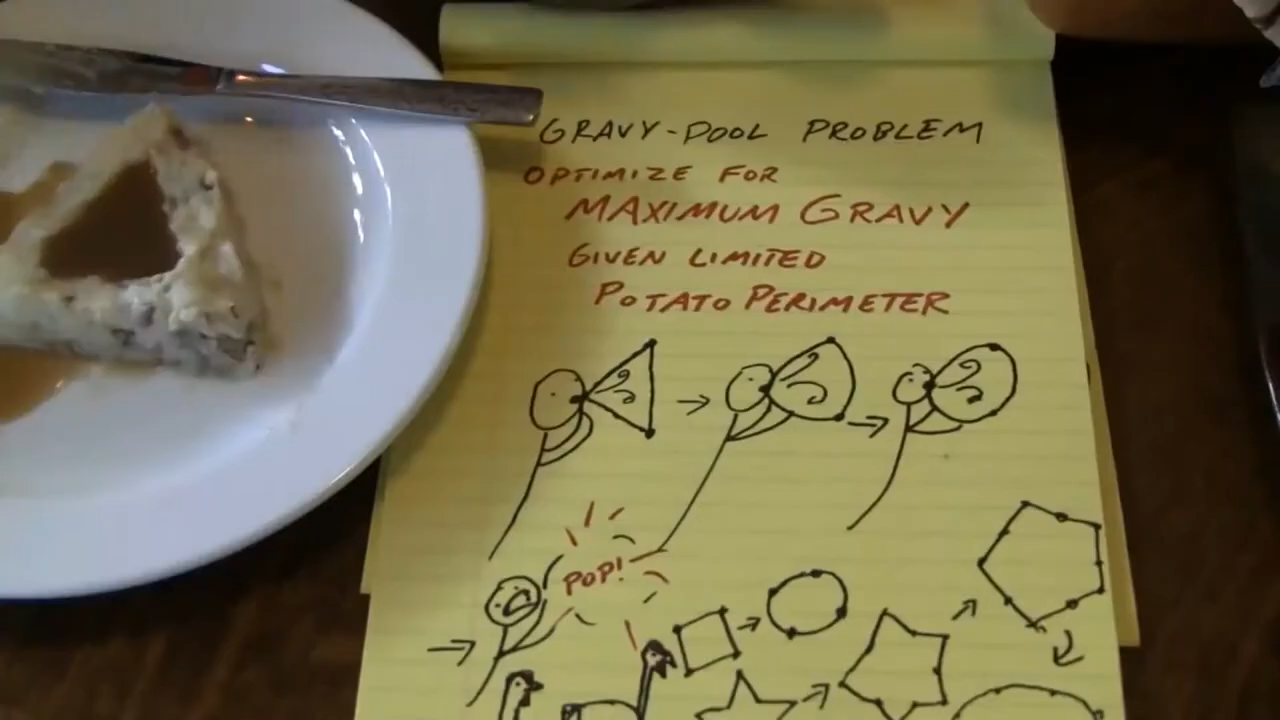 GRAVY-POOL PROBLEM
OPTIMIZE FOR
MAXIMUM GRAVY
GIVEN LIMITED
POTATO PERIMETER
POP!